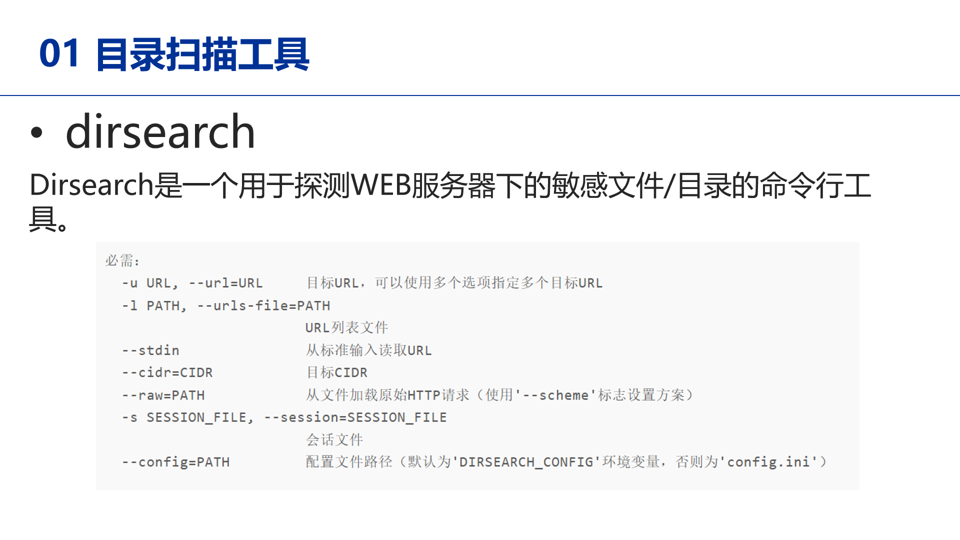 01 目录扫描工具
• dirsearch
Dirsearch是一个用于探测WEB服务器下的敏感文件/目录的命令行工
具。
必需:
-u URL, --url=URL 目标URL，可以使用多个选项指定多个目标URL
-l PATH, --urls-file=PATH
URL列表文件
--stdin 从标准输入读取URL
--cidr=CIDR 目标CIDR
--raw=PATH 从文件加载原始HTTP请求（使用'--scheme'标志设置方案）
-s SESSION_FILE, --session=SESSION_FILE
会话文件
--config=PATH 配置文件路径（默认为'DIRSEARCH_CONFIG'环境变量，否则为'config.ini'）